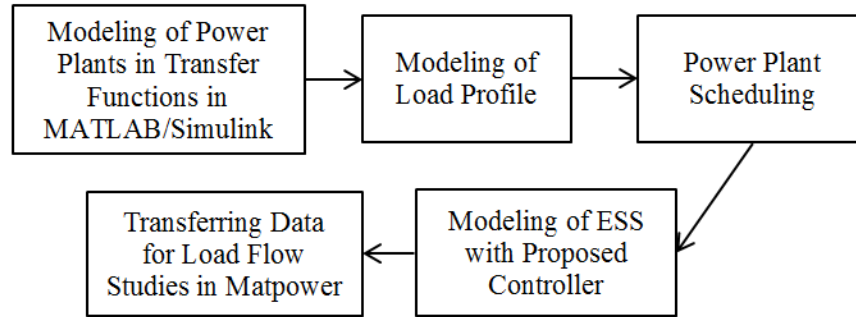 Modeling of Power
Plants in Transfer
Functions in
MATLAB/Simulink
Modeling of
Load Profile
Power Plant
Scheduling
Modeling of ESS
with Proposed
Controller
Transferring Data
for Load Flow
Studies in Matpower